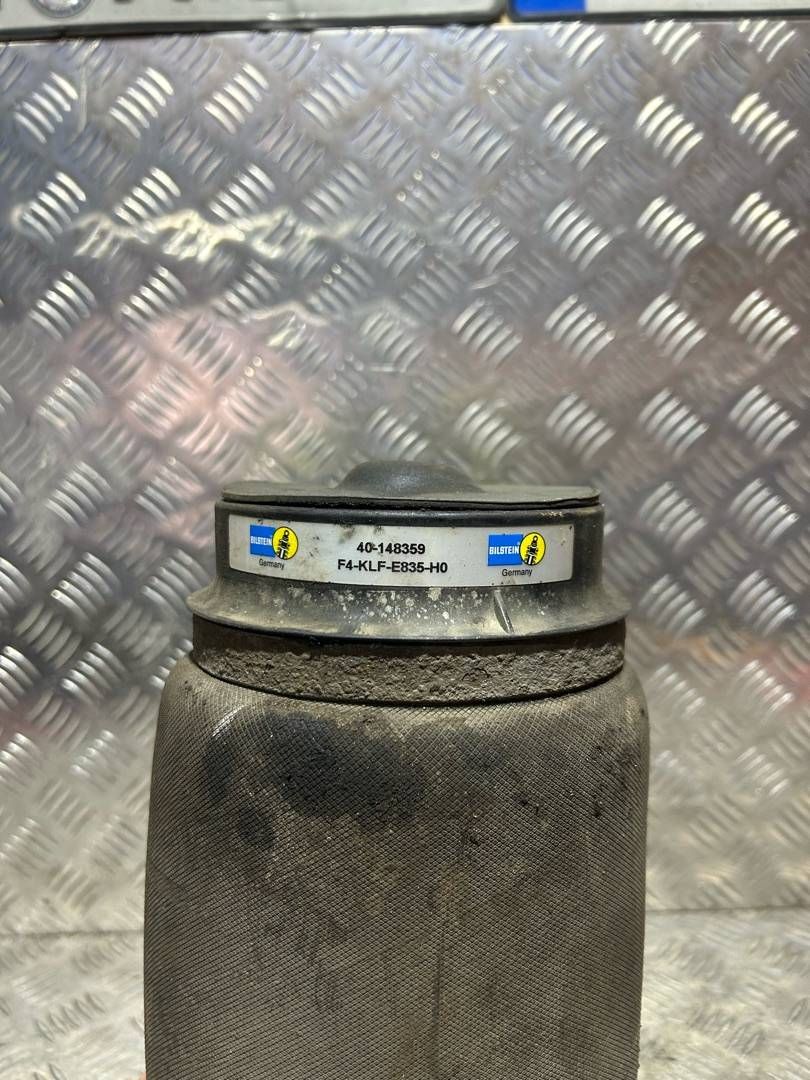 BILSTEIN
Germany
40-148359
F4-KLF-E835-H0
BILSTEIN
Germany